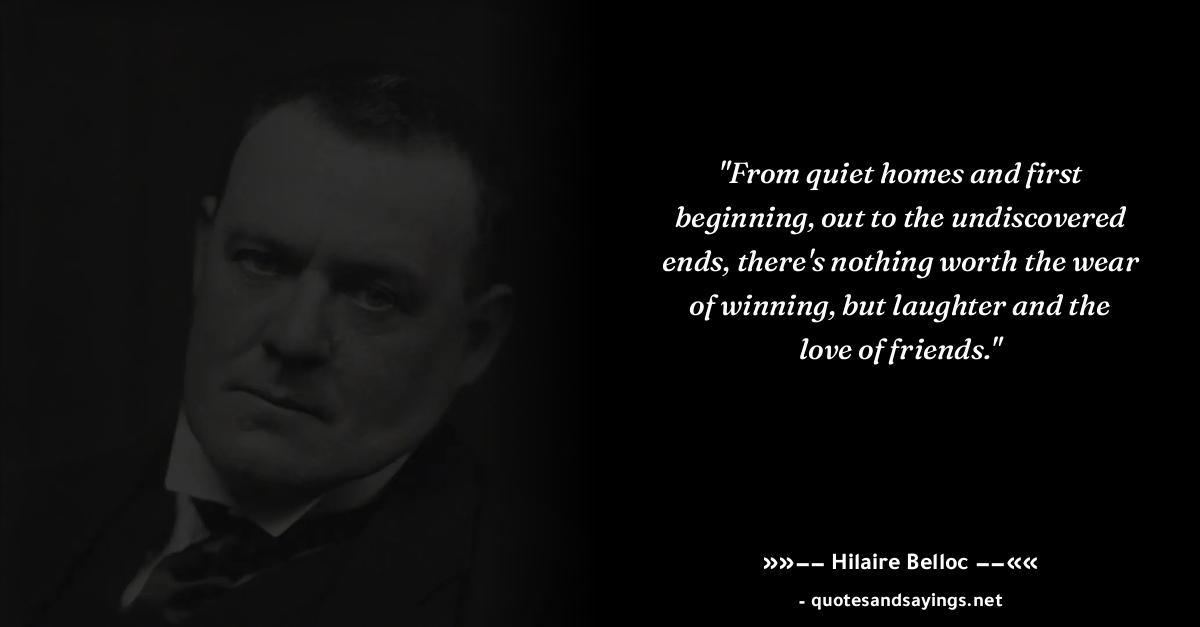 "From quiet homes and first
beginning, out to the undiscovered
ends, there's nothing worth the wear
of winning, but laughter and the
love of friends."
»»−− Hilaire Belloc −−««
- quotesandsayings.net